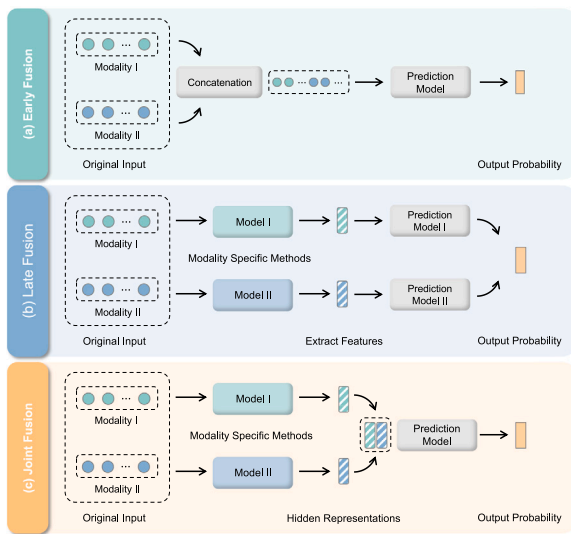 (a) Early Fusion
Modality I
Modality II
Original Input
Concatenation
Prediction
Model
Output Probability
(b) Late Fusion
Modality I
Modality II
Original Input
Model I
Modality Specific Methods
Model II
Extract Features
Prediction
Model I
Prediction
Model II
Output Probability
(c) Joint Fusion
Modality I
Modality II
Original Input
Model I
Modality Specific Methods
Model II
Hidden Representations
Prediction
Model
Output Probability